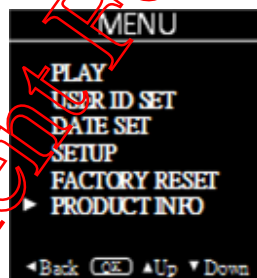 MENU
PLAY
USER ID SET
DATE SET
SETUP
FACTORY RESET
► PRODUCT INFO
◄Back OK ▲Up ▼Down